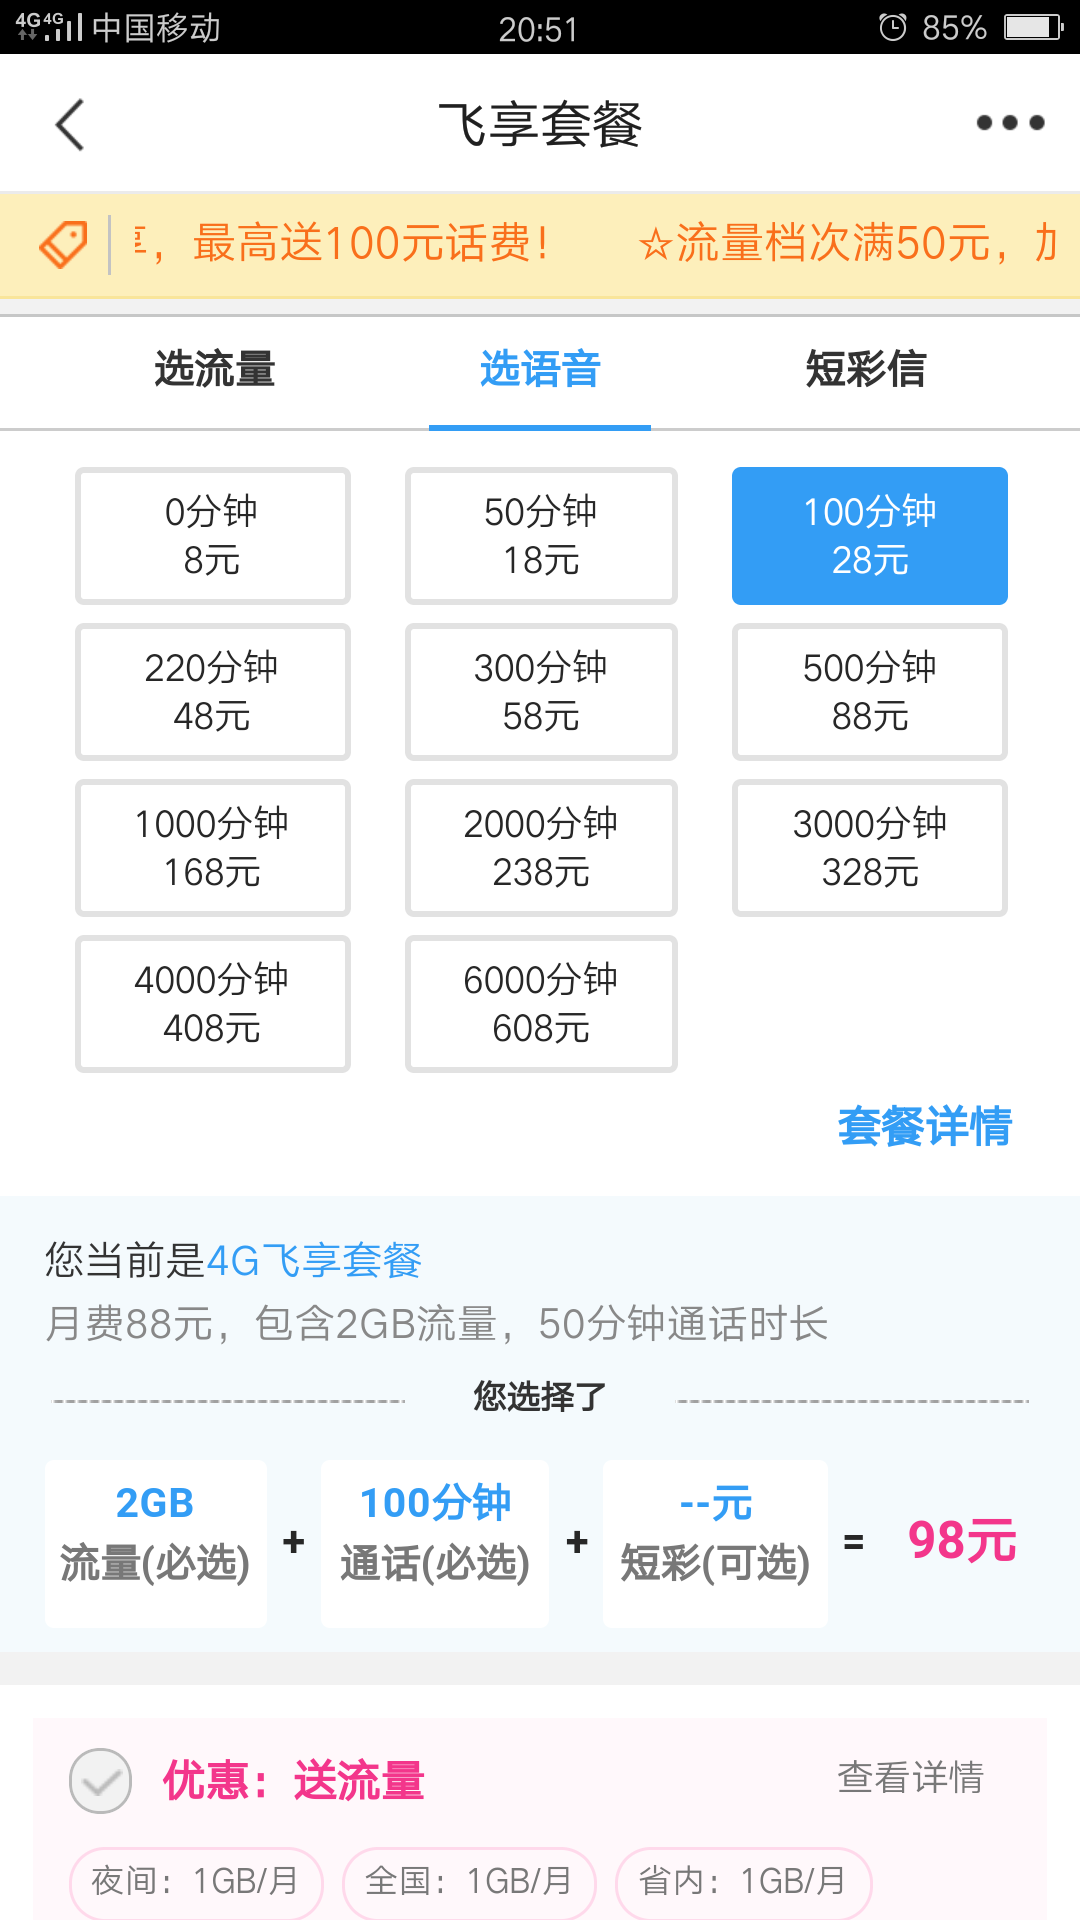 4G 4G 中国移动 20:51 85%
飞享套餐
，最高送100元话费！ ☆流量档次满50元，
选流量 选语音 短彩信
0分钟 50分钟 100分钟
8元 18元 28元
220分钟 300分钟 500分钟
48元 58元 88元
1000分钟 2000分钟 3000分钟
168元 238元 328元
4000分钟 6000分钟
408元 608元
套餐详情
您当前是4G飞享套餐
月费88元，包含2GB流量，50分钟通话时长
您选择了
2GB 100分钟 --元
流量(必选) + 通话(必选) + 短彩(可选) = 98元
优惠：送流量 查看详情
夜间：1GB/月 全国：1GB/月 省内：1GB/月